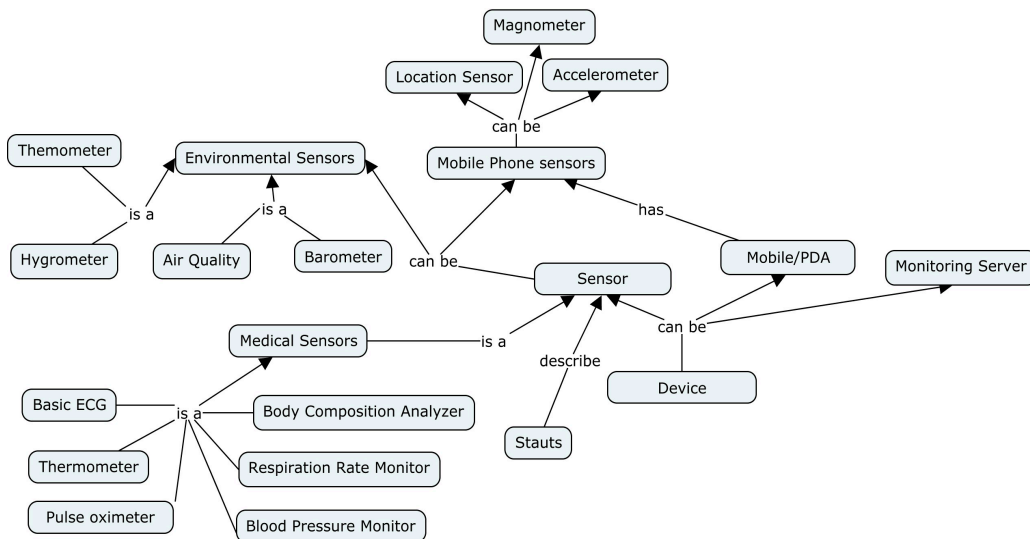 Magnometer
Location Sensor
Accelerometer
can be
Themometer
Environmental Sensors
Mobile Phone sensors
is a
is a
has
Hygrometer
Air Quality
Barometer
can be
Mobile/PDA
Monitoring Server
Sensor
Medical Sensors
is a
can be
describe
Device
Basic ECG
is a
Body Composition Analyzer
Stauts
Thermometer
Respiration Rate Monitor
Pulse oximeter
Blood Pressure Monitor